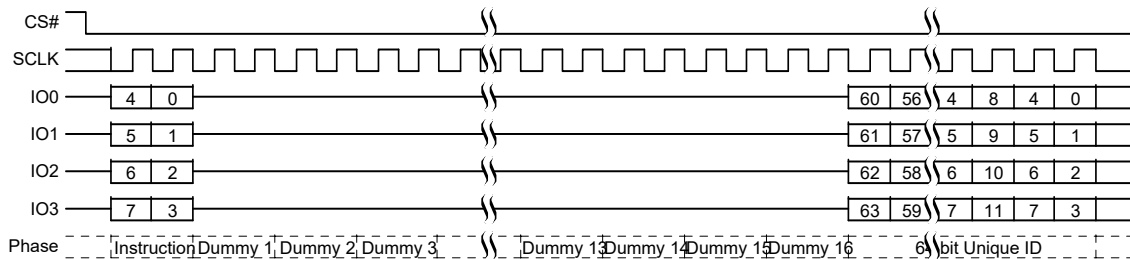 CS#
SCLK
IO0 4 0 60 56 4 8 4 0
IO1 5 1 61 57 5 9 5 1
IO2 6 2 62 58 6 10 6 2
IO3 7 3 63 59 7 11 7 3
Phase Instruction Dummy 1 Dummy 2 Dummy 3 Dummy 13 Dummy 14 Dummy 15 Dummy 16 64 bit Unique ID